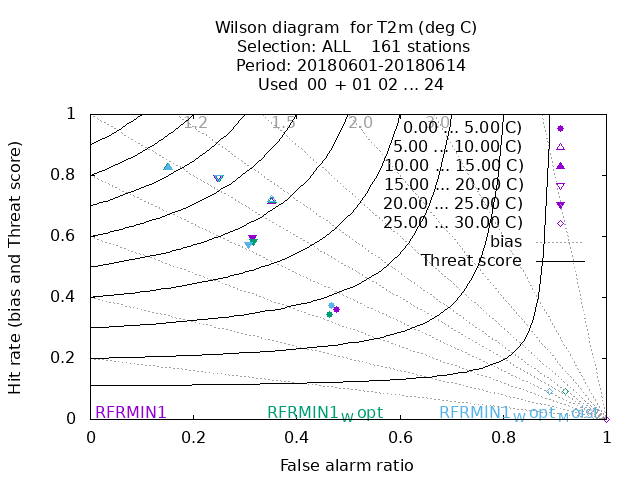 Wilson diagram  for T2m (deg C)
Selection: ALL    161 stations
Period: 20180601-20180614
Used  00 + 01 02 ... 24
Hit rate (bias and Threat score)
1
0.8
0.6
0.4
0.2
0
1.2
1.5
2.0
3.0
0.00 ... 5.00 C)
5.00 ... 10.00 C)
10.00 ... 15.00 C)
15.00 ... 20.00 C)
20.00 ... 25.00 C)
25.00 ... 30.00 C)
bias
Threat score
RFRMIN1
RFRMIN1W opt
RFRMIN1W opt M oist
0 0.2 0.4 0.6 0.8 1
False alarm ratio